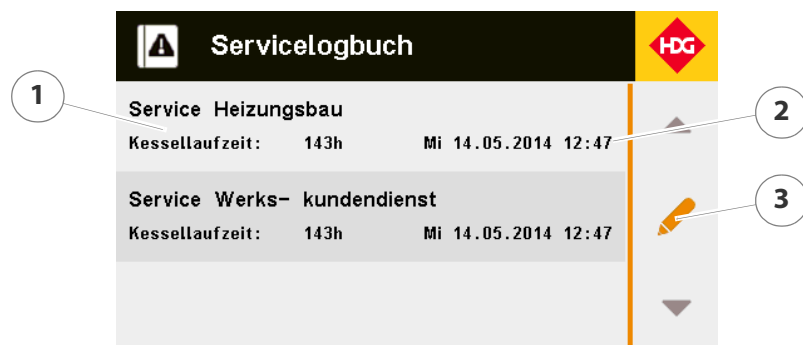 Servicelogbuch
HDG
1
Service Heizungsbau
Kessellaufzeit: 143h Mi 14.05.2014 12:47
2
Service Werks- kundendienst
Kessellaufzeit: 143h Mi 14.05.2014 12:47
3